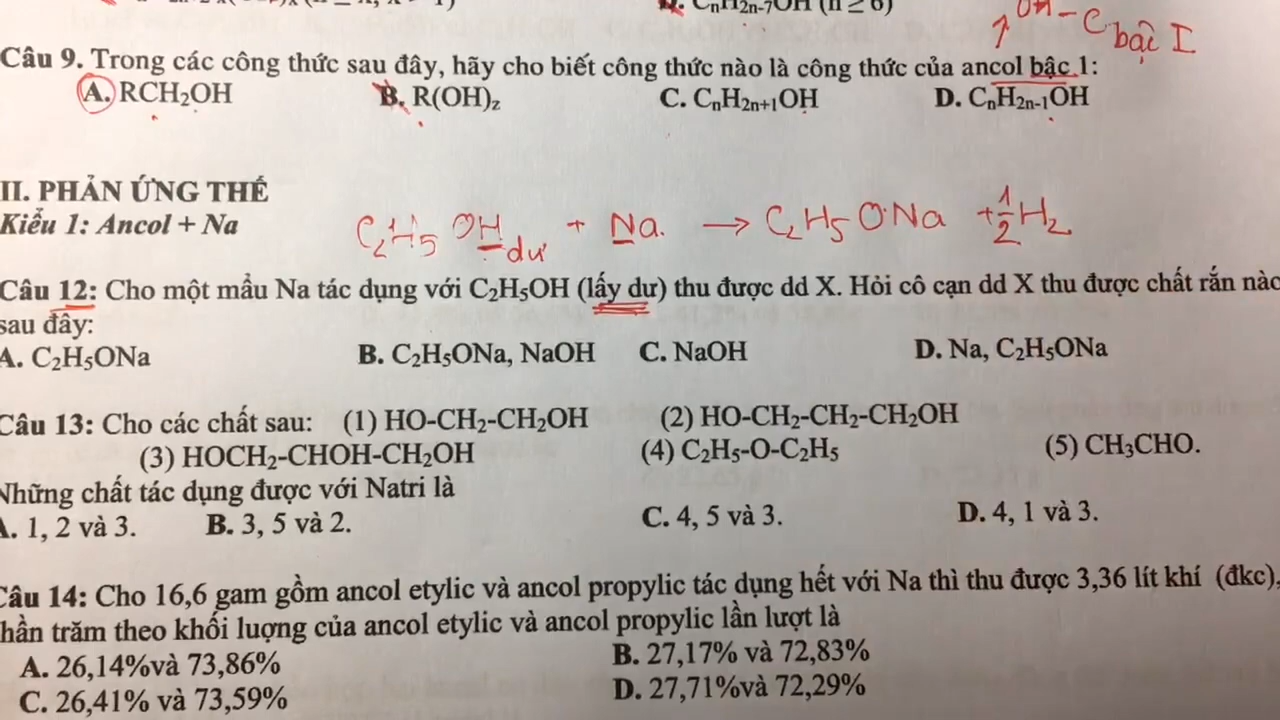 D. CnH2n-7OH (n ≥ 6)
OH - C bậc I
Câu 9. Trong các công thức sau đây, hãy cho biết công thức nào là công thức của ancol bậc 1:
A. RCH₂OH B. R(OH)z C. CnH2n+1OH D. CnH2n-1OH
II. PHẢN ỨNG THẾ
Kiểu 1: Ancol + Na
C₂H₅OH dư + Na → C₂H₅ONa + 1/2 H₂
Câu 12: Cho một mẩu Na tác dụng với C₂H₅OH (lấy dư) thu được dd X. Hỏi cô cạn dd X thu được chất rắn nào
sau đây:
A. C₂H₅ONa B. C₂H₅ONa, NaOH C. NaOH D. Na, C₂H₅ONa
Câu 13: Cho các chất sau: (1) HO-CH₂-CH₂OH (2) HO-CH₂-CH₂-CH₂OH
(3) HOCH₂-CHOH-CH₂OH (4) C₂H₅-O-C₂H₅ (5) CH₃CHO.
Những chất tác dụng được với Natri là
A. 1, 2 và 3. B. 3, 5 và 2. C. 4, 5 và 3. D. 4, 1 và 3.
Câu 14: Cho 16,6 gam gồm ancol etylic và ancol propylic tác dụng hết với Na thì thu được 3,36 lít khí (đkc).
hần trăm theo khối lượng của ancol etylic và ancol propylic lần lượt là
A. 26,14%và 73,86% B. 27,17% và 72,83%
C. 26,41% và 73,59% D. 27,71%và 72,29%